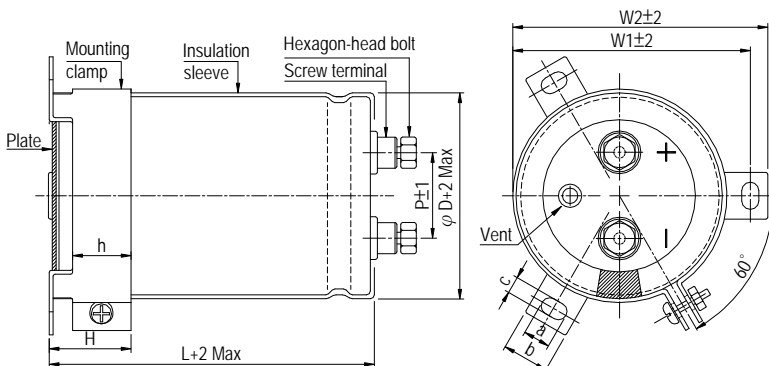 Mounting
clamp
Insulation
sleeve
Hexagon-head bolt
Screw terminal
Plate
h
H
L+2 Max
P±1
φ D+2 Max
W2±2
W1±2
+
−
Vent
60°
c
a
b